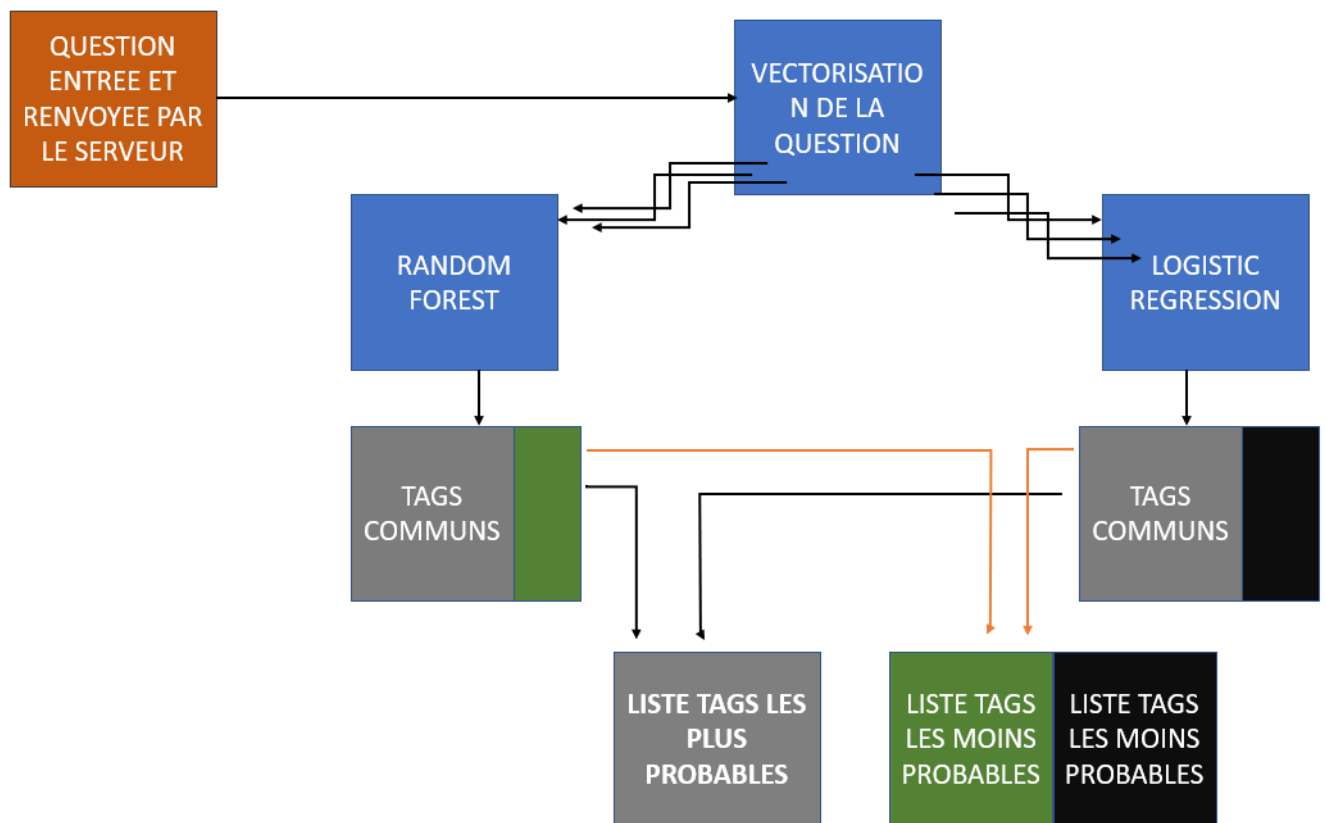 QUESTION
ENTREE ET
RENVOYEE PAR
LE SERVEUR
VECTORISATIO
N DE LA
QUESTION
RANDOM
FOREST
LOGISTIC
REGRESSION
TAGS
COMMUNS
TAGS
COMMUNS
LISTE TAGS LES
PLUS
PROBABLES
LISTE TAGS
LES MOINS
PROBABLES
LISTE TAGS
LES MOINS
PROBABLES